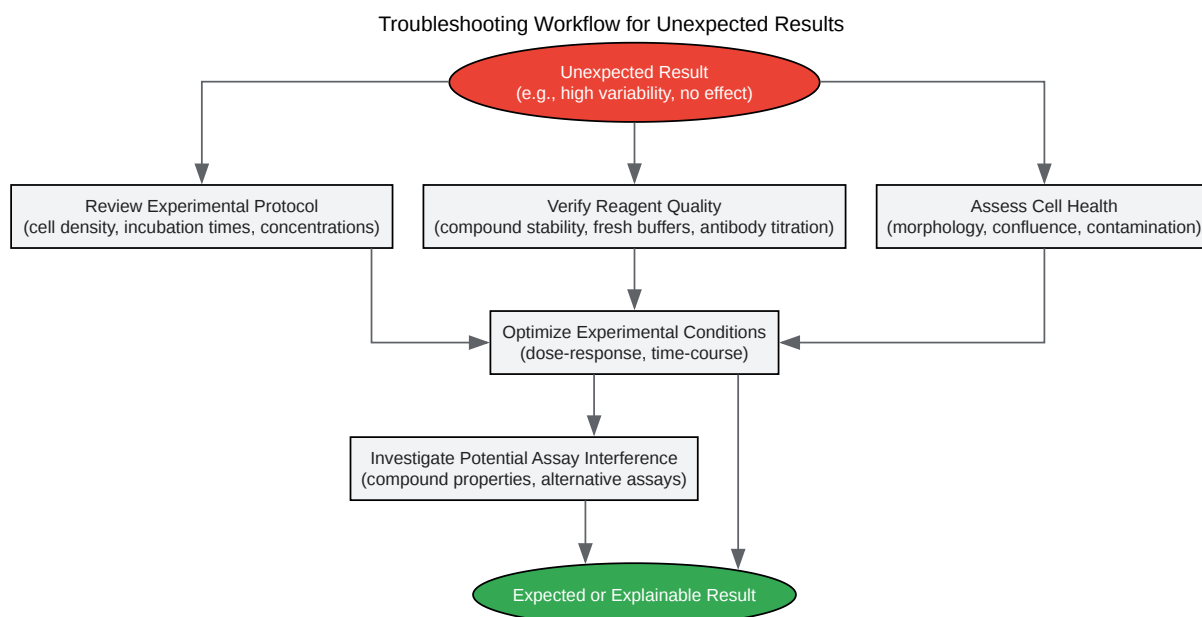 Troubleshooting Workflow for Unexpected Results
Unexpected Result
(e.g., high variability, no effect)
Review Experimental Protocol
(cell density, incubation times, concentrations)
Verify Reagent Quality
(compound stability, fresh buffers, antibody titration)
Assess Cell Health
(morphology, confluence, contamination)
Optimize Experimental Conditions
(dose-response, time-course)
Investigate Potential Assay Interference
(compound properties, alternative assays)
Expected or Explainable Result